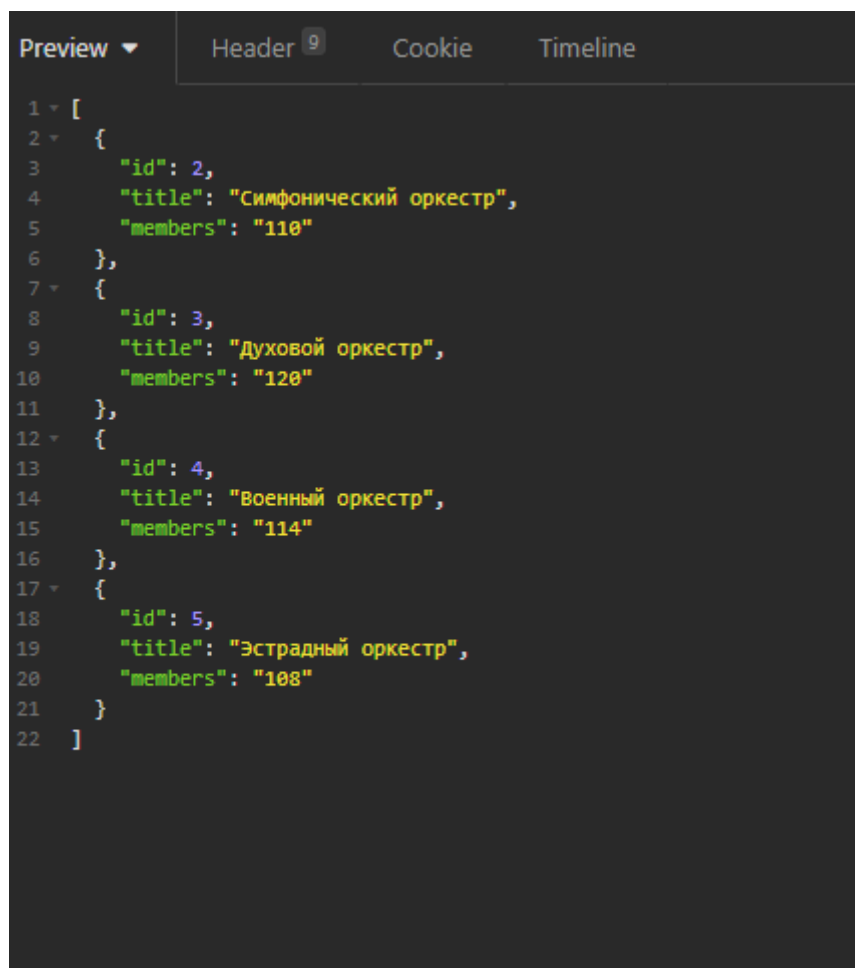 Preview Header 9 Cookie Timeline
1 [
2 {
3 "id": 2,
4 "title": "Симфонический оркестр",
5 "members": "110"
6 },
7 {
8 "id": 3,
9 "title": "Духовой оркестр",
10 "members": "120"
11 },
12 {
13 "id": 4,
14 "title": "Военный оркестр",
15 "members": "114"
16 },
17 {
18 "id": 5,
19 "title": "Эстрадный оркестр",
20 "members": "108"
21 }
22 ]